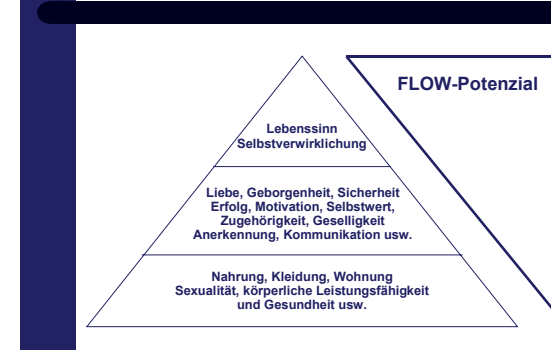 FLOW-Potenzial
Lebenssinn
Selbstverwirklichung
Liebe, Geborgenheit, Sicherheit
Erfolg, Motivation, Selbstwert,
Zugehörigkeit, Geselligkeit
Anerkennung, Kommunikation usw.
Nahrung, Kleidung, Wohnung
Sexualität, körperliche Leistungsfähigkeit
und Gesundheit usw.